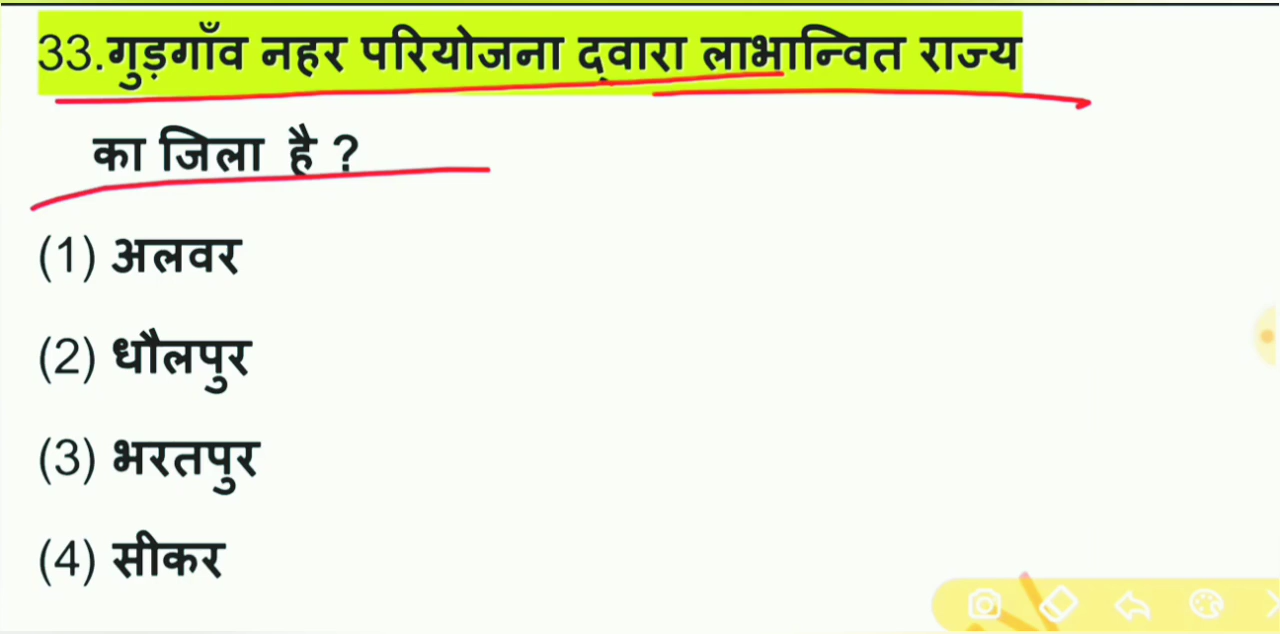 33.गुड़गाँव नहर परियोजना द्वारा लाभान्वित राज्य
का जिला है ?
(1) अलवर
(2) धौलपुर
(3) भरतपुर
(4) सीकर